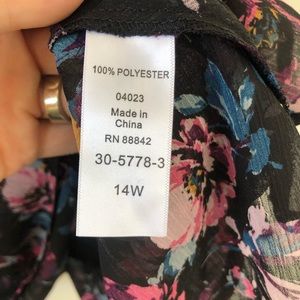 100% POLYESTER
04023
Made in
China
RN 88842
30-5778-3
14W